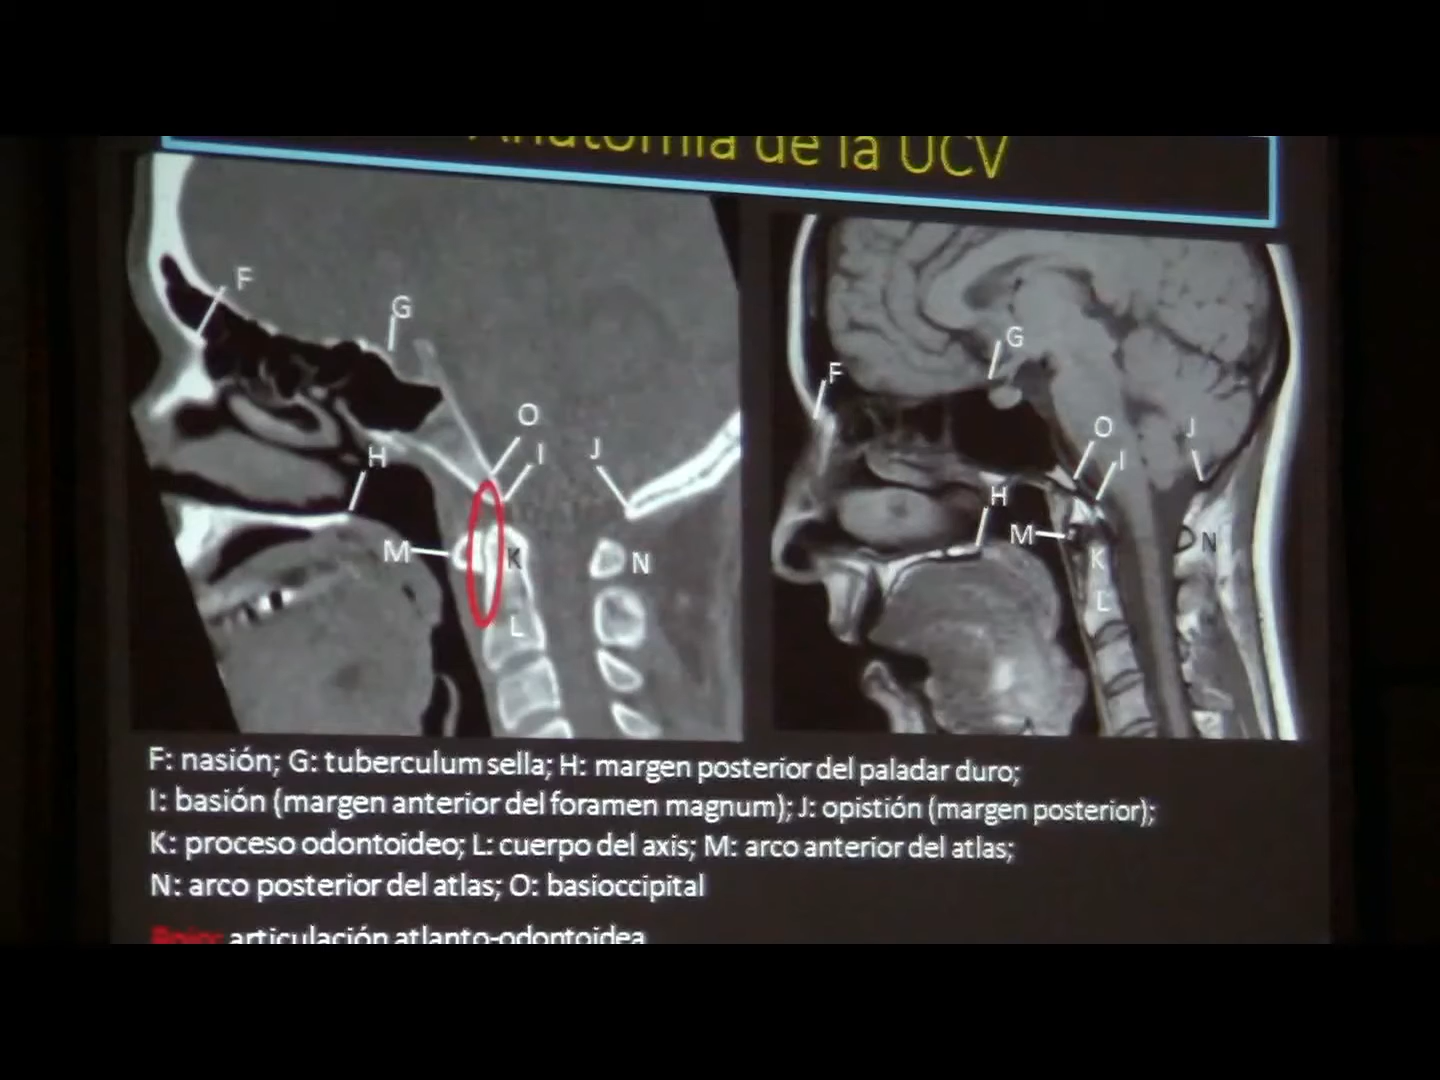 Anatomía de la UCV
F
G
O
I
J
H
M
K
N
L
G
F
O
I
J
H
M
N
K
L
F: nasión; G: tuberculum sella; H: margen posterior del paladar duro;
I: basión (margen anterior del foramen magnum); J: opistión (margen posterior);
K: proceso odontoideo; L: cuerpo del axis; M: arco anterior del atlas;
N: arco posterior del atlas; O: basioccipital
Rojo: articulación atlanto-odontoidea